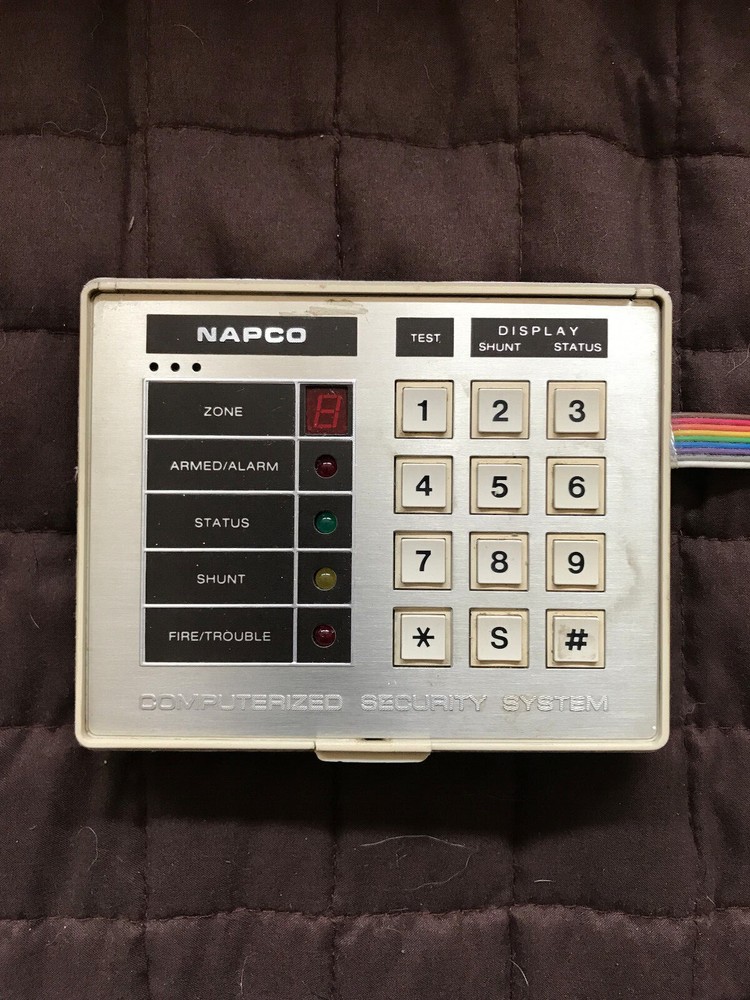 NAPCO
TEST
DISPLAY
SHUNT STATUS
ZONE
8
ARMED/ALARM
STATUS
SHUNT
FIRE/TROUBLE
1 2 3
4 5 6
7 8 9
* S #
COMPUTERIZED SECURITY SYSTEM